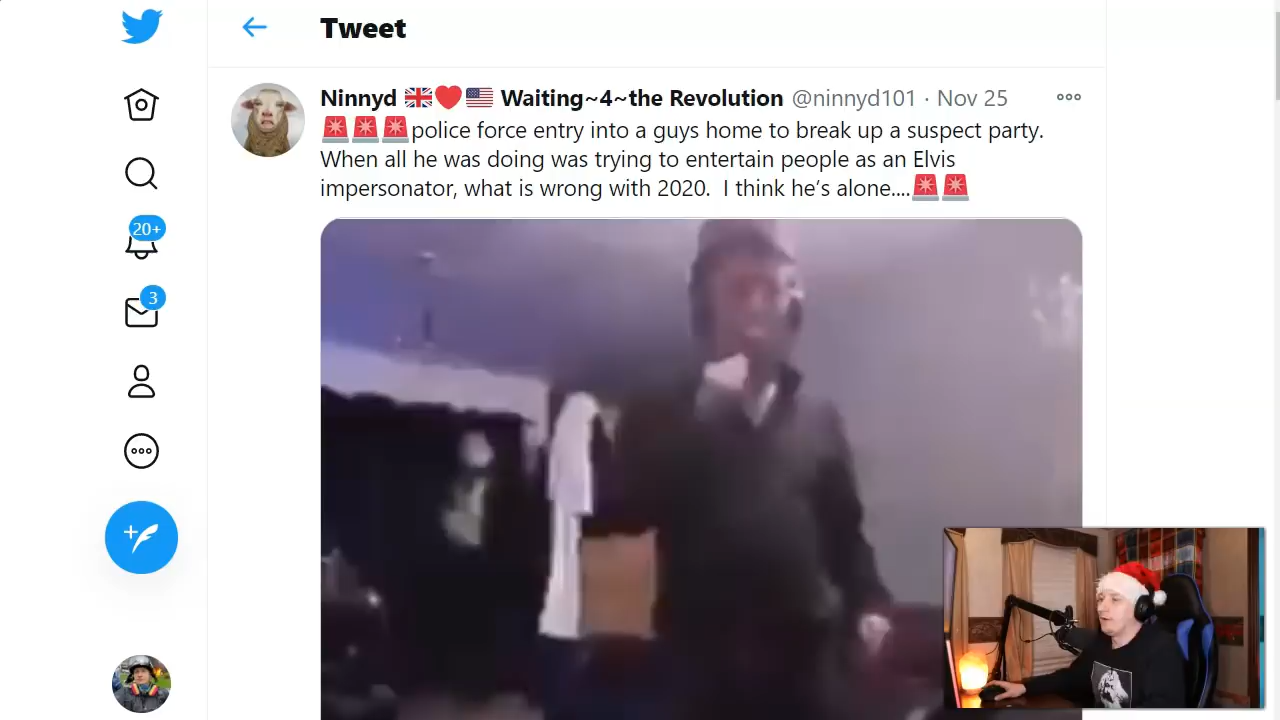 Tweet
Ninnyd 🇬🇧❤️🇺🇸 Waiting~4~the Revolution @ninnyd101 · Nov 25
🚨🚨🚨police force entry into a guys home to break up a suspect party.
When all he was doing was trying to entertain people as an Elvis
impersonator, what is wrong with 2020. I think he's alone....🚨🚨
20+
3